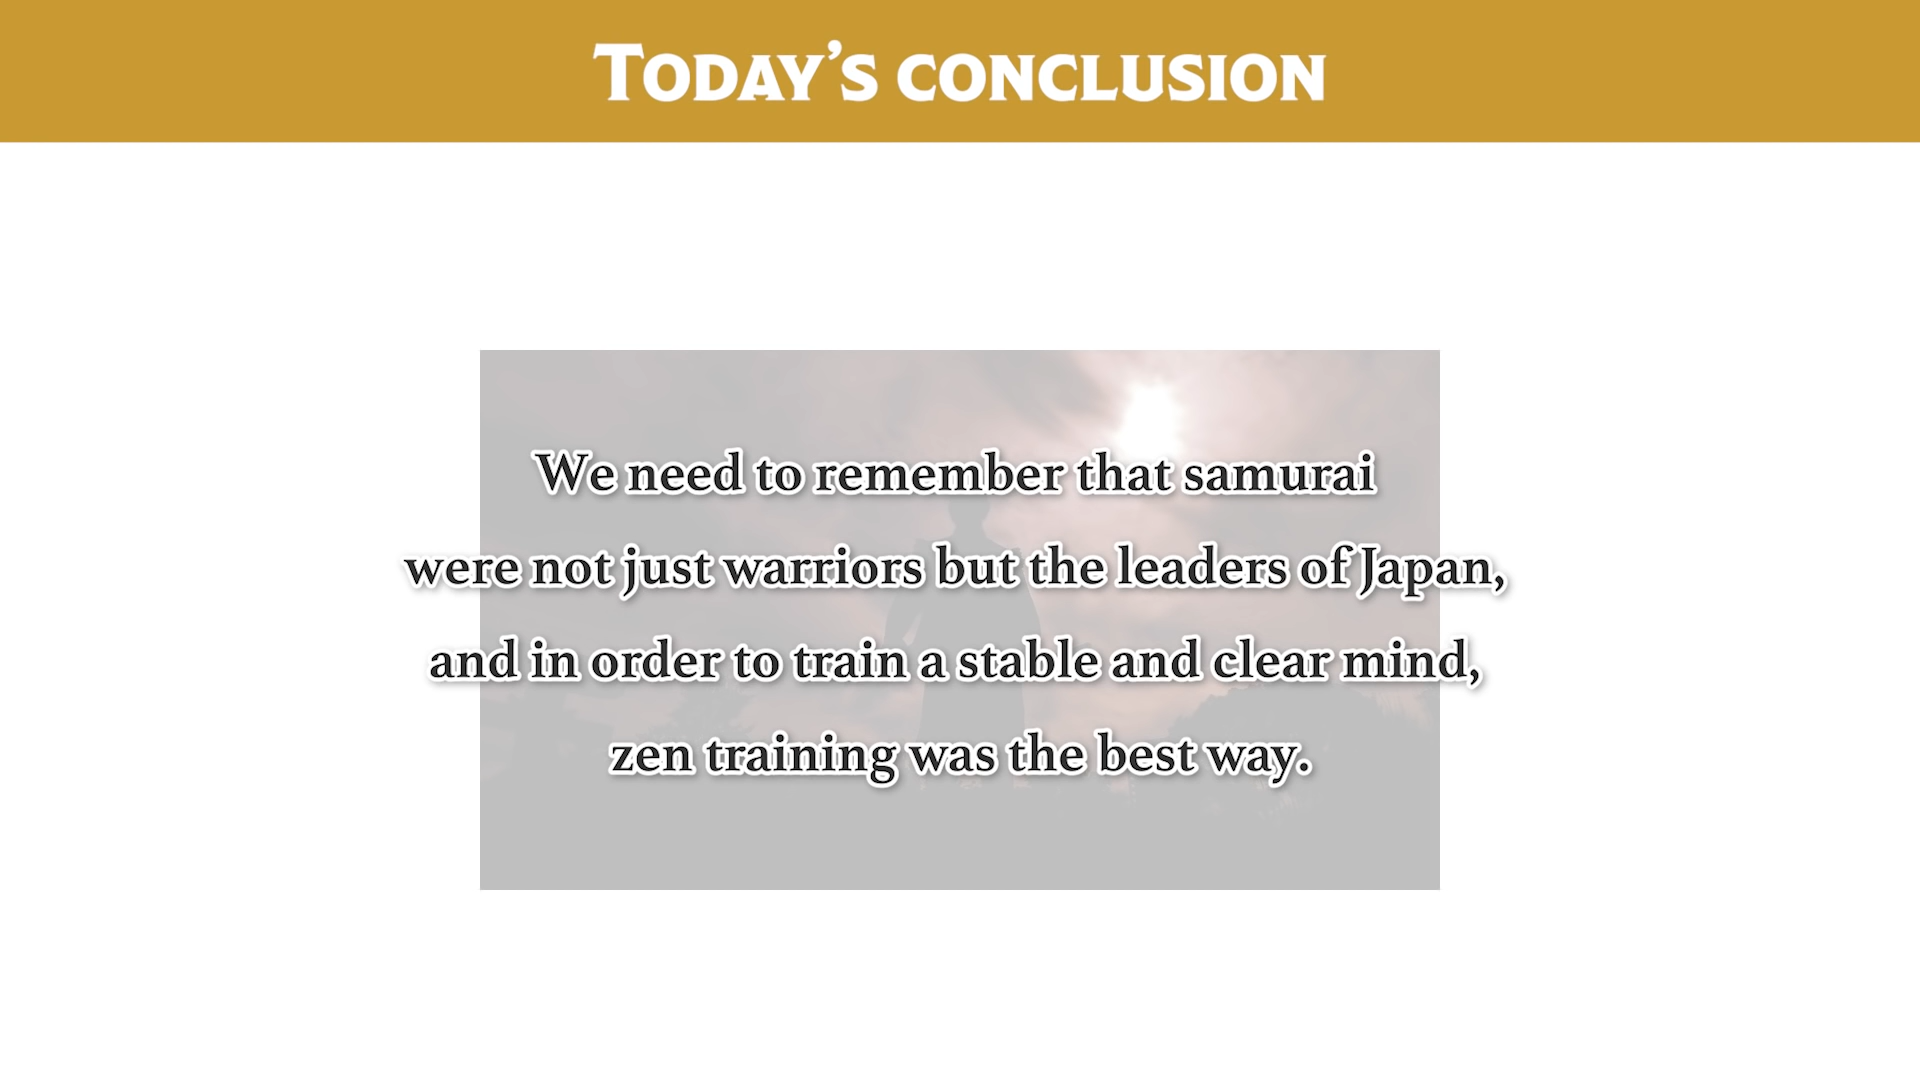 Today's conclusion
We need to remember that samurai
were not just warriors but the leaders of Japan,
and in order to train a stable and clear mind,
zen training was the best way.